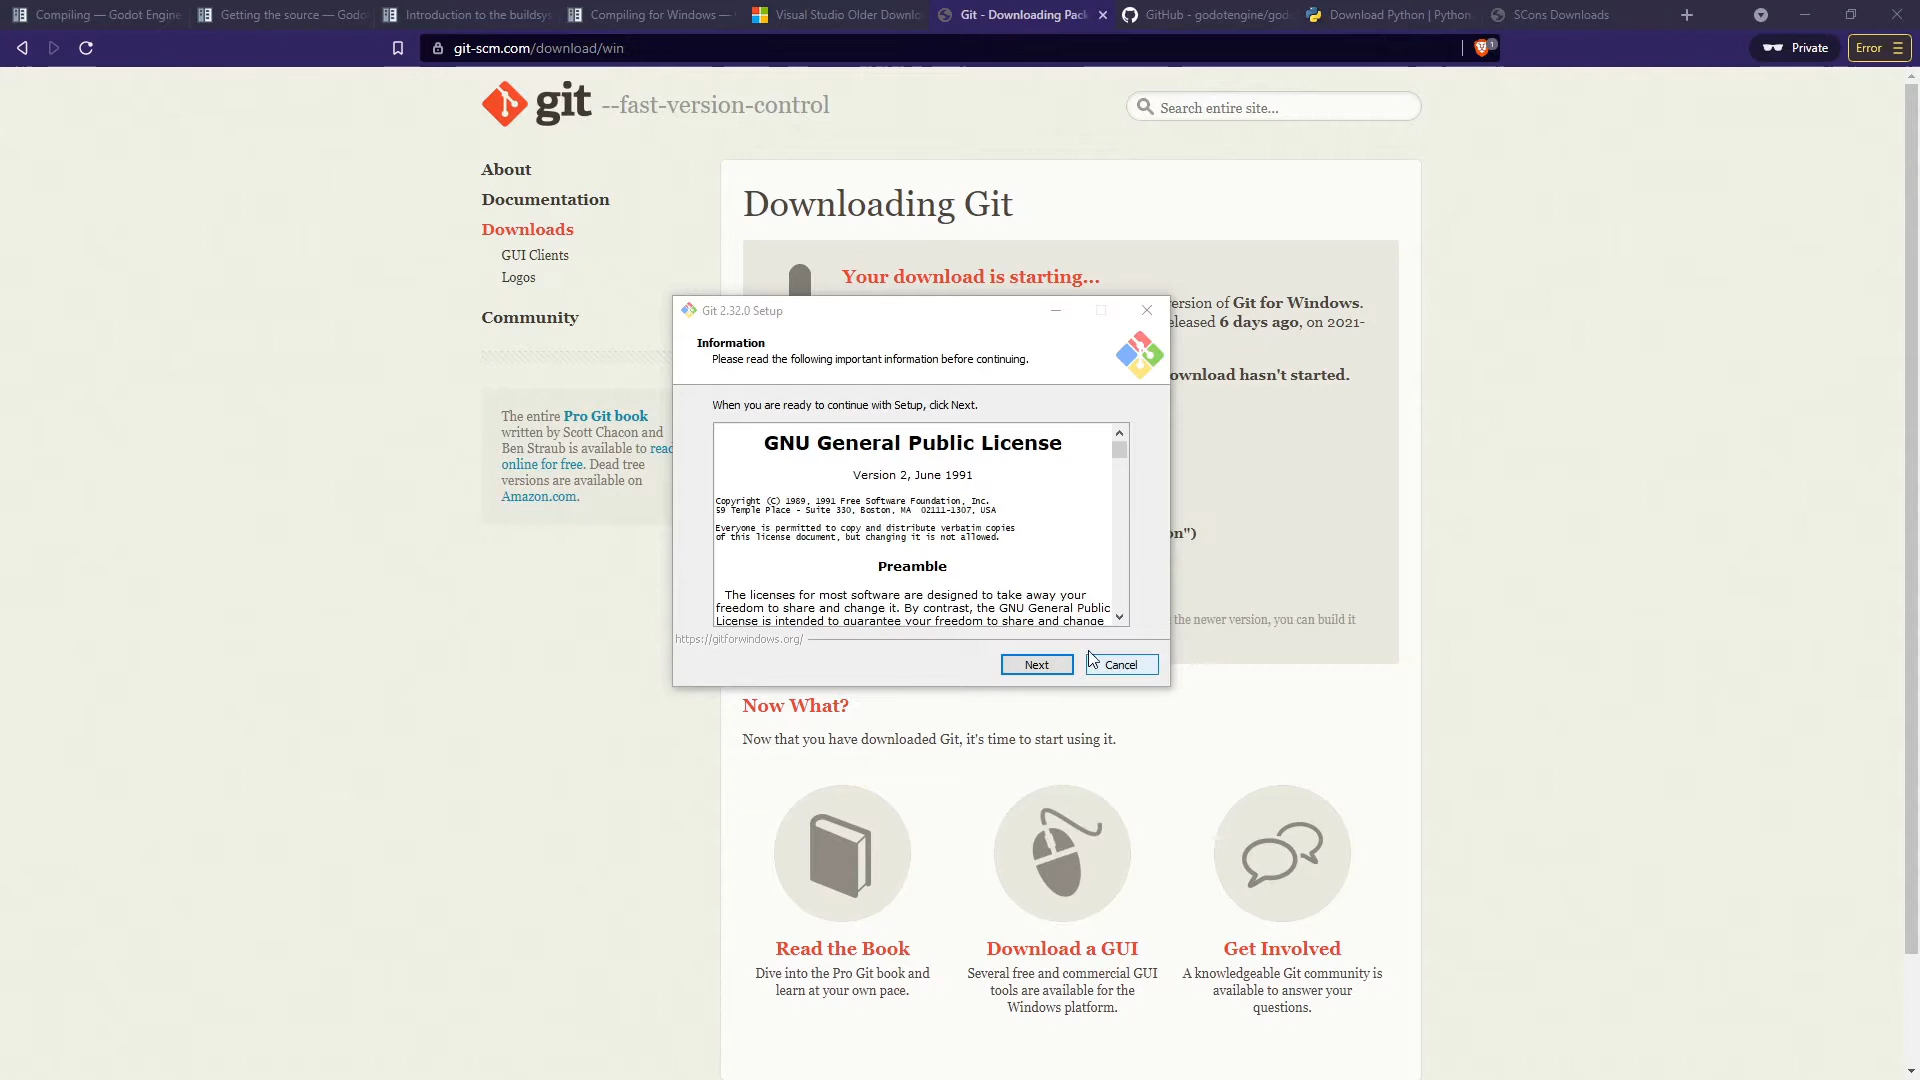 Compiling — Godot Engine
Getting the source — Godo
Introduction to the buildsys
Compiling for Windows —
Visual Studio Older Downlo
Git - Downloading Pack
GitHub - godotengine/god
Download Python | Python
SCons Downloads
git-scm.com/download/win
1
Private
Error
git --fast-version-control
Search entire site...
About
Documentation
Downloads
GUI Clients
Logos
Community
The entire Pro Git book
written by Scott Chacon and
Ben Straub is available to read
online for free. Dead tree
versions are available on
Amazon.com.
Downloading Git
Your download is starting...
ersion of Git for Windows.
eleased 6 days ago, on 2021-
ownload hasn't started.
on")
the newer version, you can build it
Git 2.32.0 Setup
Information
Please read the following important information before continuing.
When you are ready to continue with Setup, click Next.
GNU General Public License
Version 2, June 1991
Copyright (C) 1989, 1991 Free Software Foundation, Inc.
59 Temple Place - Suite 330, Boston, MA  02111-1307, USA
Everyone is permitted to copy and distribute verbatim copies
of this license document, but changing it is not allowed.
Preamble
The licenses for most software are designed to take away your
freedom to share and change it. By contrast, the GNU General Public
License is intended to guarantee your freedom to share and change
https://gitforwindows.org/
Next
Cancel
Now What?
Now that you have downloaded Git, it's time to start using it.
Read the Book
Dive into the Pro Git book and
learn at your own pace.
Download a GUI
Several free and commercial GUI
tools are available for the
Windows platform.
Get Involved
A knowledgeable Git community is
available to answer your
questions.